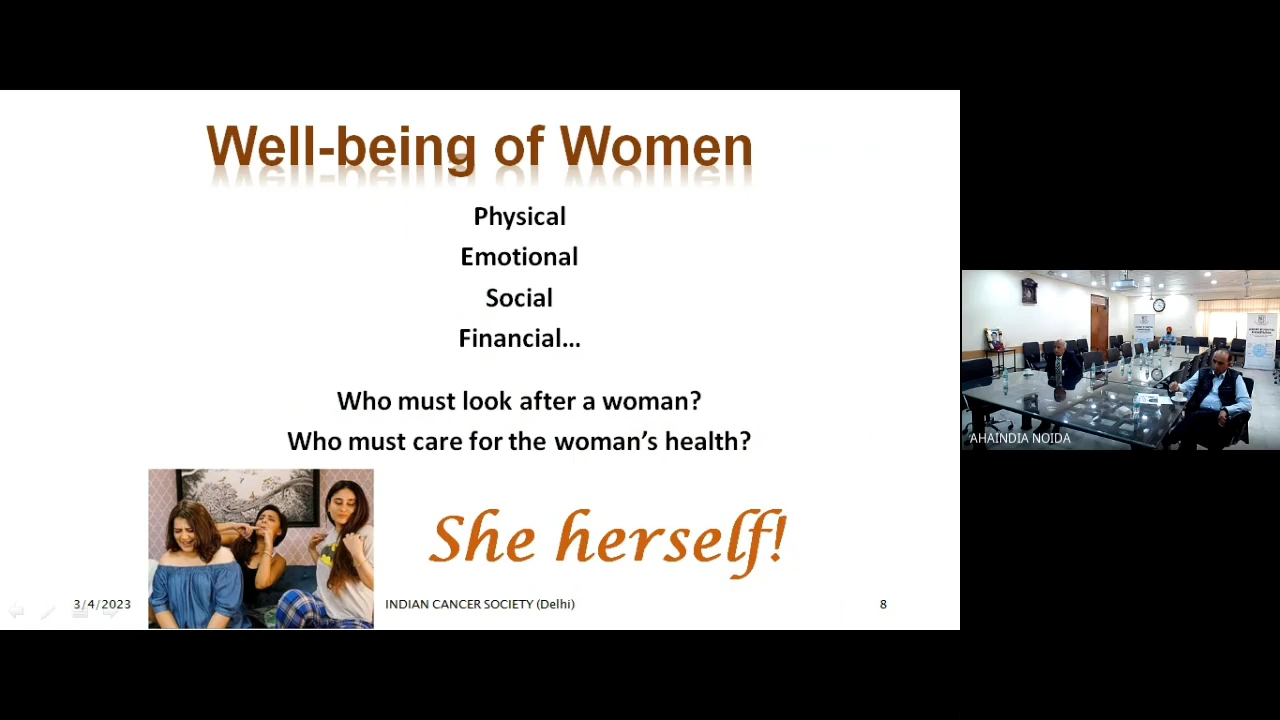 Well-being of Women
Physical
Emotional
Social
Financial...
Who must look after a woman?
Who must care for the woman's health?
She herself!
3/4/2023
INDIAN CANCER SOCIETY (Delhi)
8
AHAINDIA NOIDA